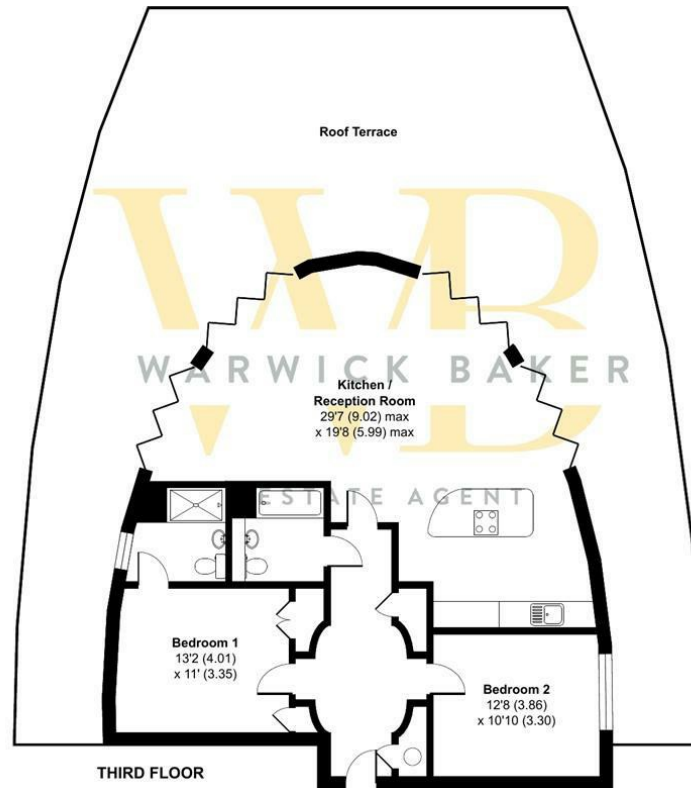 Roof Terrace
WB
WARWICK BAKER
ESTATE AGENT
Kitchen /
Reception Room
29'7 (9.02) max
x 19'8 (5.99) max
Bedroom 1
13'2 (4.01)
x 11' (3.35)
Bedroom 2
12'8 (3.86)
x 10'10 (3.30)
THIRD FLOOR